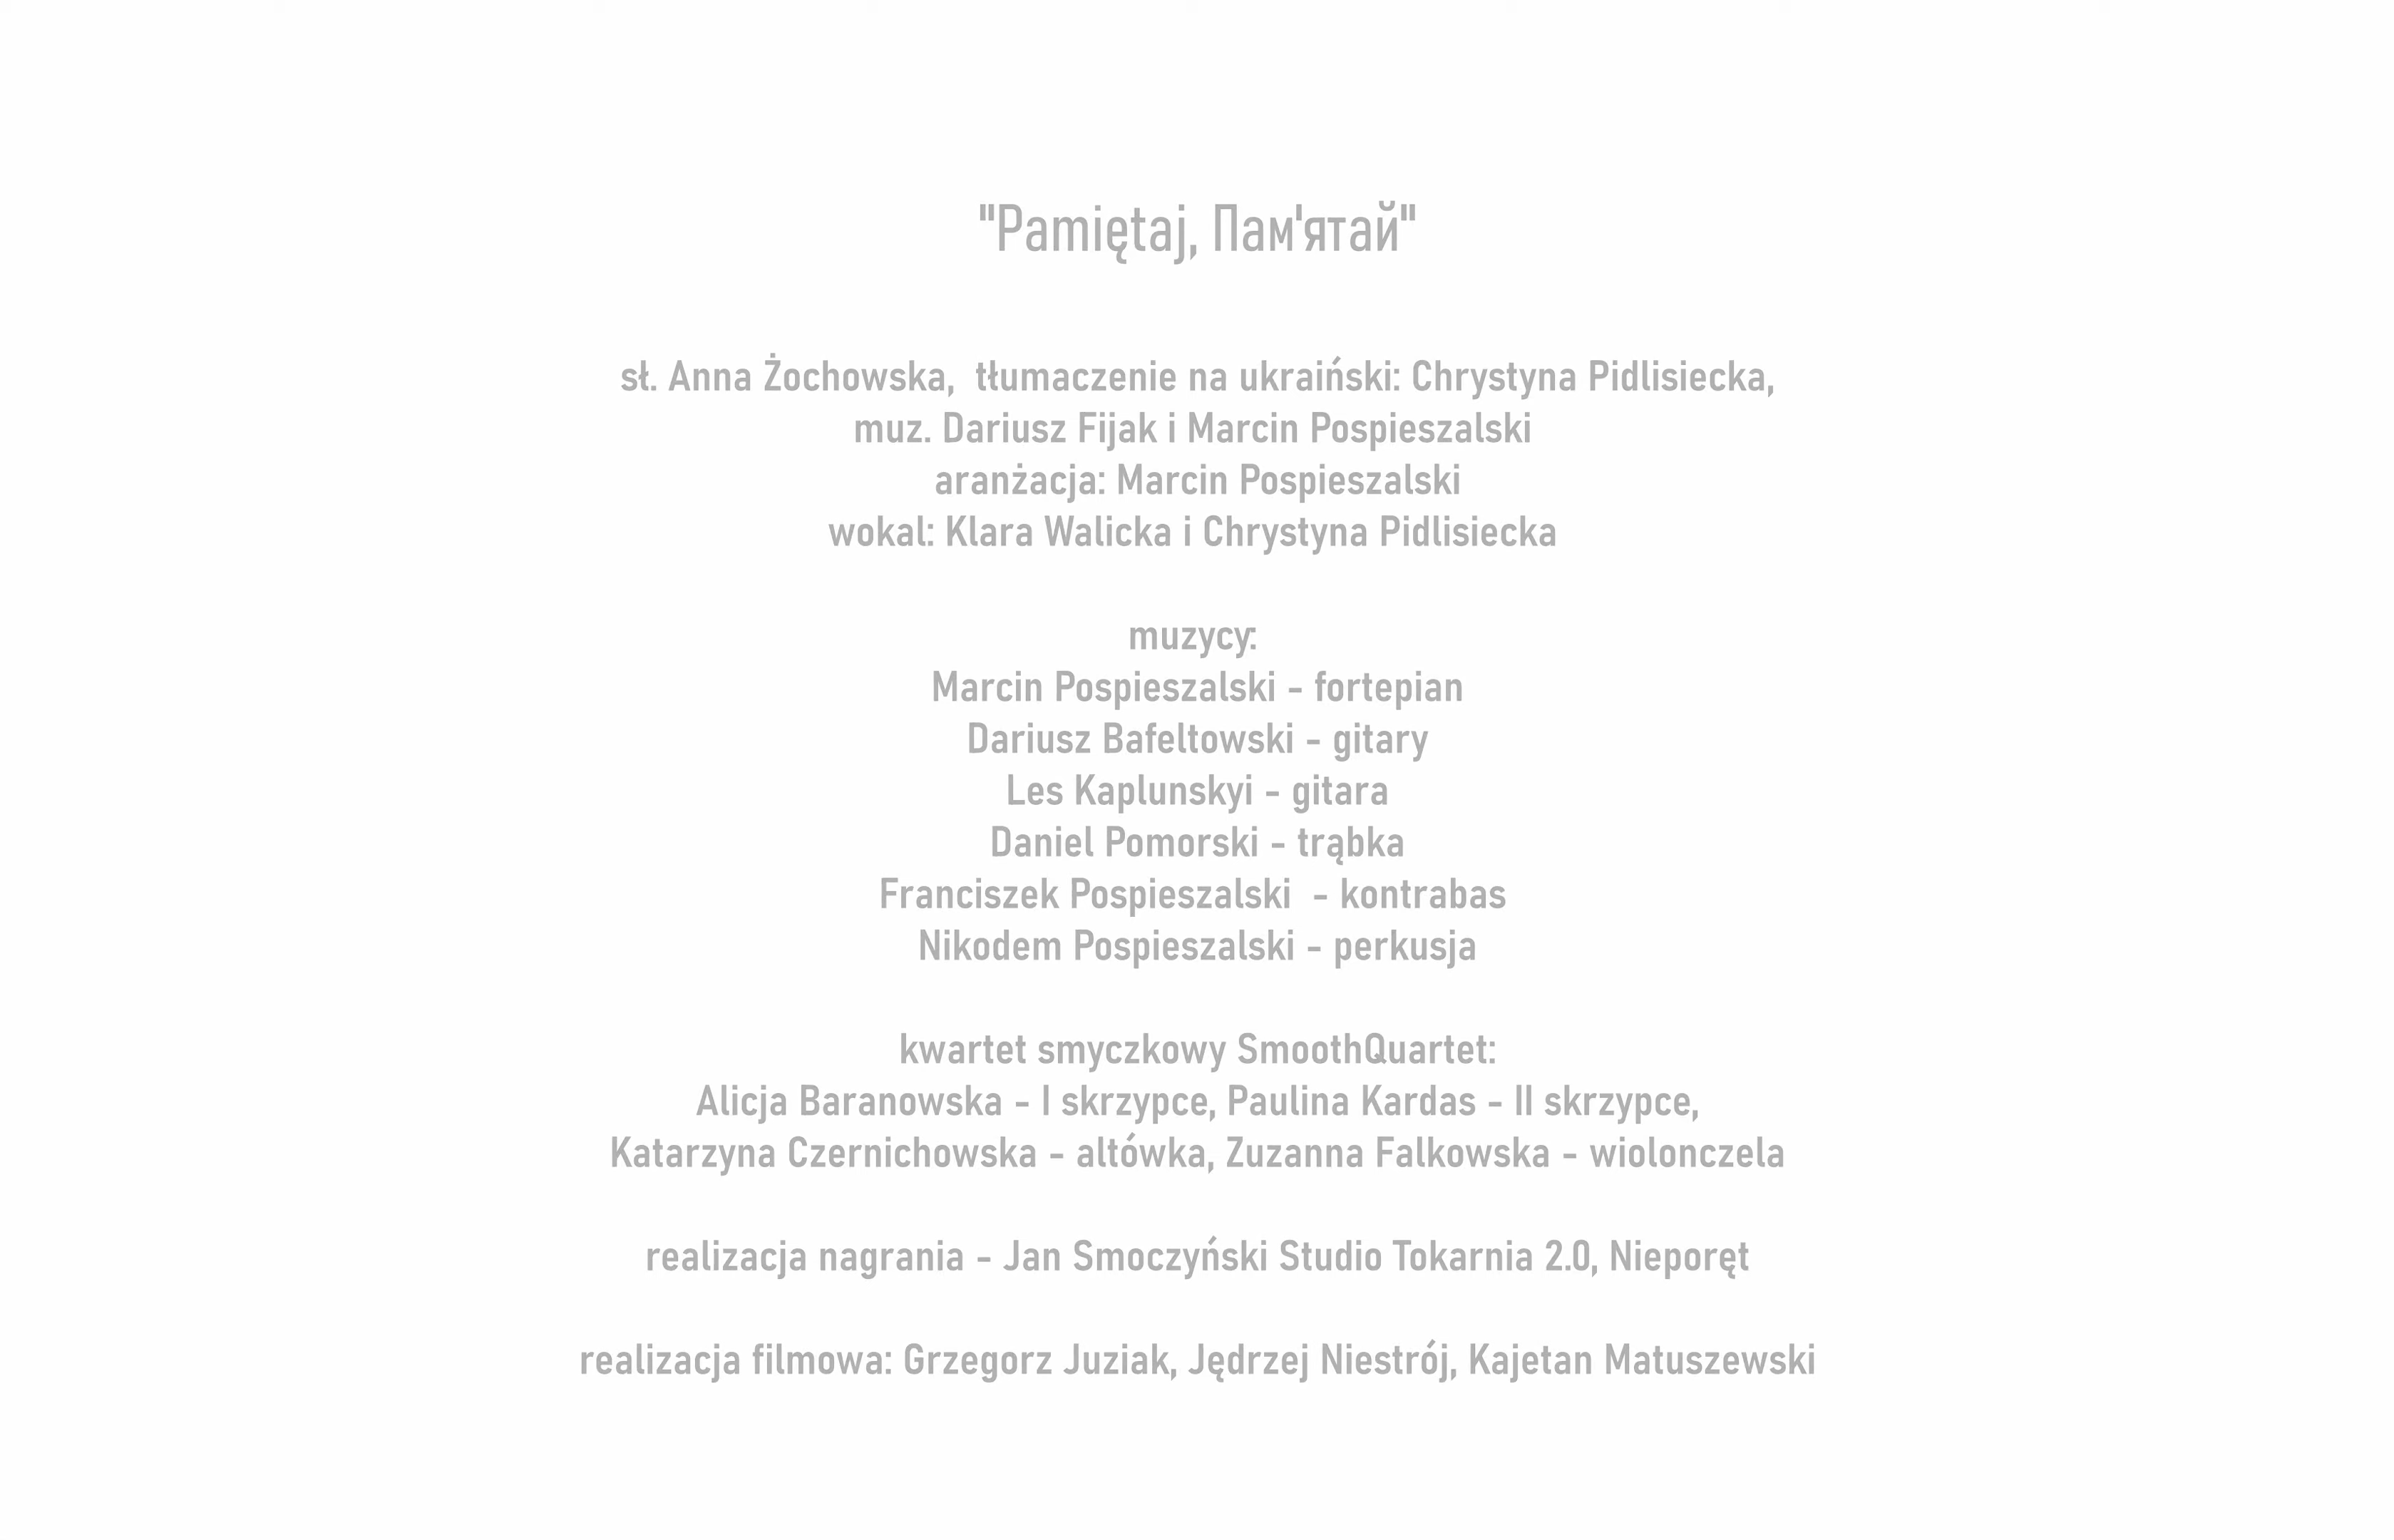 "Pamiętaj, Пам'ятай"
sł. Anna Żochowska,  tłumaczenie na ukraiński: Chrystyna Pidlisiecka,
muz. Dariusz Fijak i Marcin Pospieszalski
aranżacja: Marcin Pospieszalski
wokal: Klara Walicka i Chrystyna Pidlisiecka
muzycy:
Marcin Pospieszalski - fortepian
Dariusz Bafeltowski - gitary
Les Kaplunskyi - gitara
Daniel Pomorski - trąbka
Franciszek Pospieszalski  - kontrabas
Nikodem Pospieszalski - perkusja
kwartet smyczkowy SmoothQuartet:
Alicja Baranowska - I skrzypce, Paulina Kardas - II skrzypce,
Katarzyna Czernichowska - altówka, Zuzanna Falkowska - wiolonczela
realizacja nagrania - Jan Smoczyński Studio Tokarnia 2.0, Nieporęt
realizacj filmowa: Grzegorz Juziak, Jędrzej Niestrój, Kajetan Matuszewski